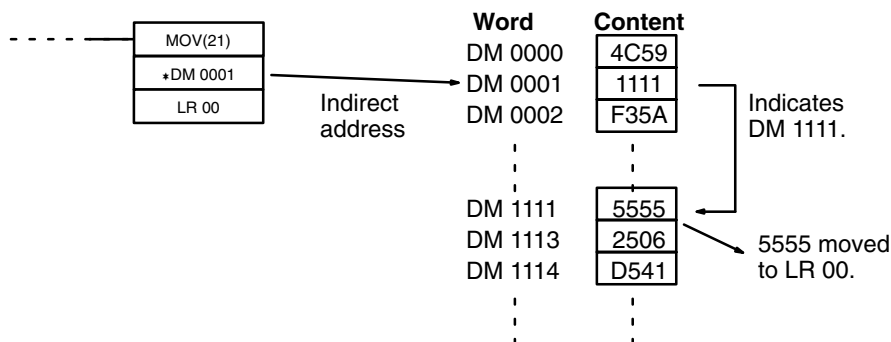 MOV(21)
*DM 0001
LR 00
Indirect
address
Word Content
DM 0000 4C59
DM 0001 1111
DM 0002 F35A
Indicates
DM 1111.
DM 1111 5555
DM 1113 2506
DM 1114 D541
5555 moved
to LR 00.